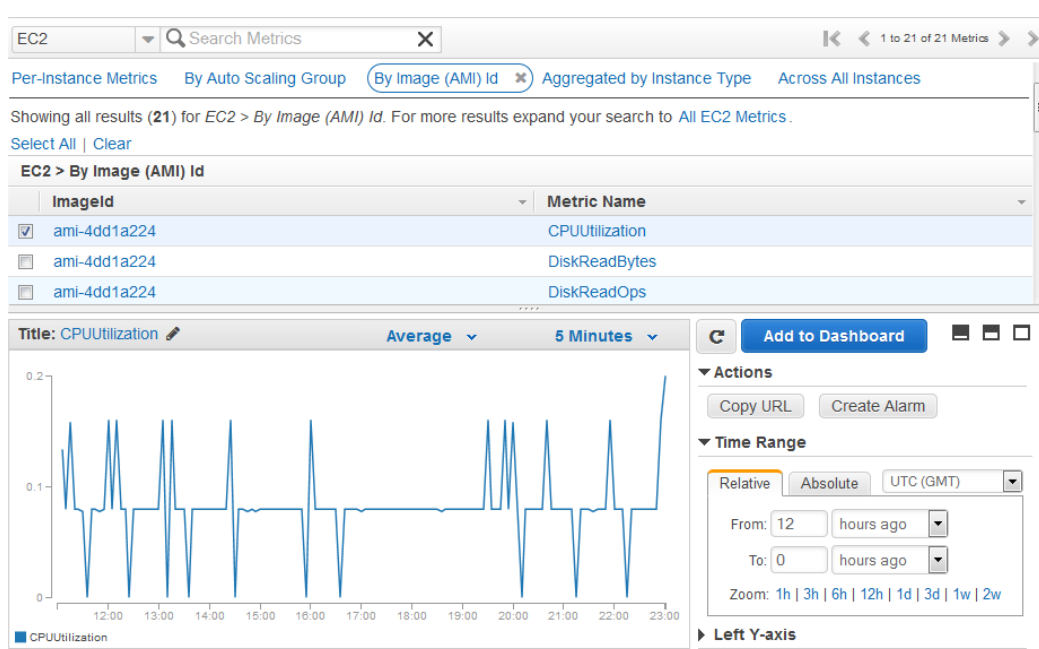 EC2 Search Metrics 1 to 21 of 21 Metrics
Per-Instance Metrics By Auto Scaling Group By Image (AMI) Id Aggregated by Instance Type Across All Instances
Showing all results (21) for EC2 > By Image (AMI) Id. For more results expand your search to All EC2 Metrics.
Select All | Clear
EC2 > By Image (AMI) Id
ImageId Metric Name
ami-4dd1a224 CPUUtilization
ami-4dd1a224 DiskReadBytes
ami-4dd1a224 DiskReadOps
Title: CPUUtilization Average 5 Minutes
0.2
0.1
0
12:00 13:00 14:00 15:00 16:00 17:00 18:00 19:00 20:00 21:00 22:00 23:00
CPUUtilization
Add to Dashboard
Actions
Copy URL Create Alarm
Time Range
Relative Absolute UTC (GMT)
From: 12 hours ago
To: 0 hours ago
Zoom: 1h | 3h | 6h | 12h | 1d | 3d | 1w | 2w
Left Y-axis